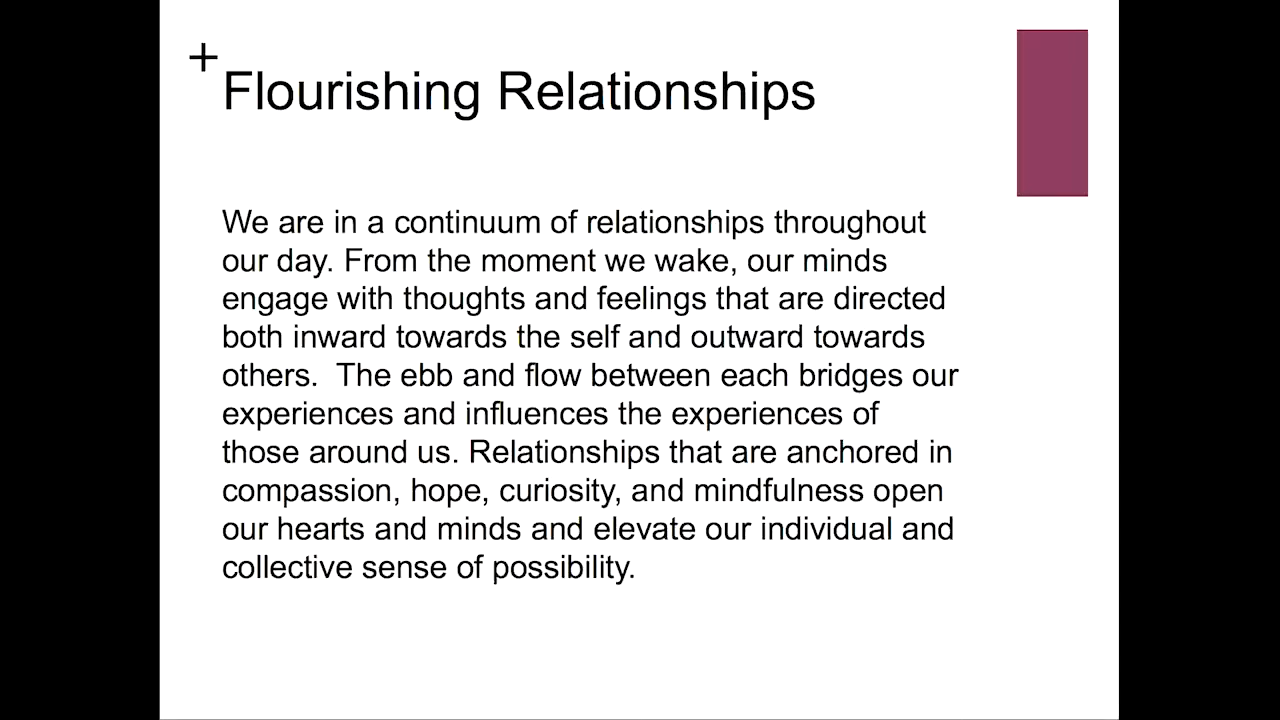 +
Flourishing Relationships
We are in a continuum of relationships throughout
our day. From the moment we wake, our minds
engage with thoughts and feelings that are directed
both inward towards the self and outward towards
others.  The ebb and flow between each bridges our
experiences and influences the experiences of
those around us. Relationships that are anchored in
compassion, hope, curiosity, and mindfulness open
our hearts and minds and elevate our individual and
collective sense of possibility.